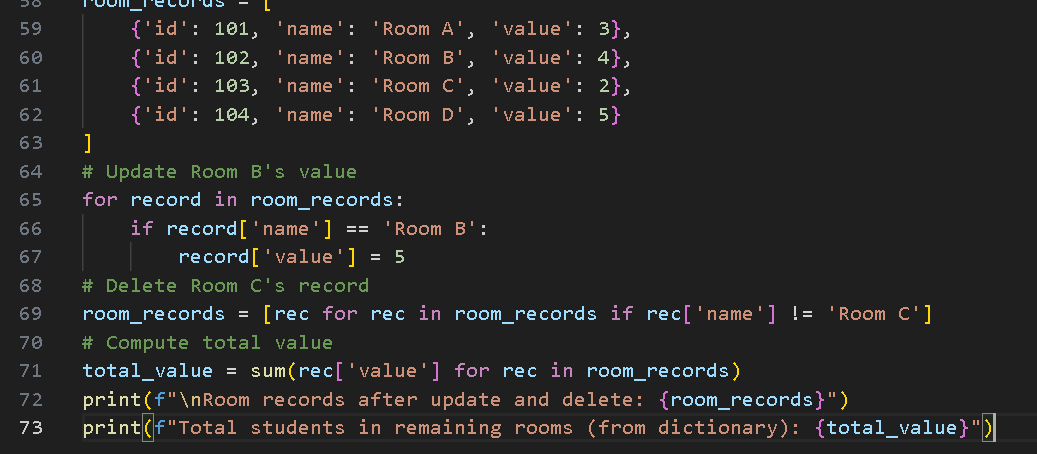 58 room_records = [
59 {'id': 101, 'name': 'Room A', 'value': 3},
60 {'id': 102, 'name': 'Room B', 'value': 4},
61 {'id': 103, 'name': 'Room C', 'value': 2},
62 {'id': 104, 'name': 'Room D', 'value': 5}
63 ]
64 # Update Room B's value
65 for record in room_records:
66 if record['name'] == 'Room B':
67 record['value'] = 5
68 # Delete Room C's record
69 room_records = [rec for rec in room_records if rec['name'] != 'Room C']
70 # Compute total value
71 total_value = sum(rec['value'] for rec in room_records)
72 print(f"\nRoom records after update and delete: {room_records}")
73 print(f"Total students in remaining rooms (from dictionary): {total_value}")